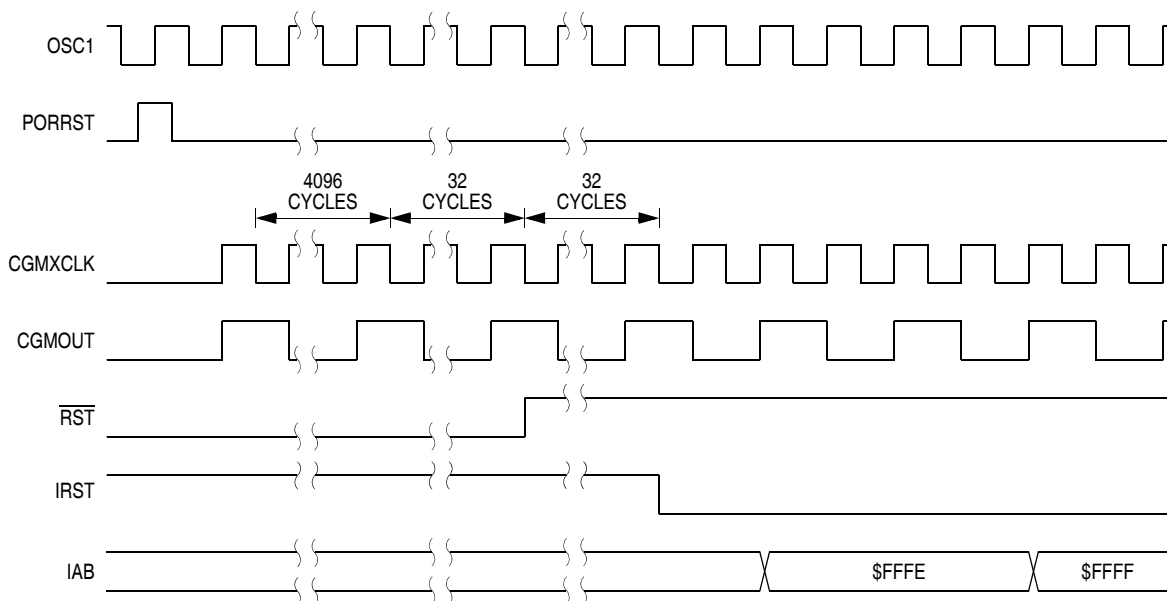 OSC1
PORRST
4096
CYCLES
32
CYCLES
32
CYCLES
CGMXCLK
CGMOUT
RST
IRST
IAB
$FFFE
$FFFF